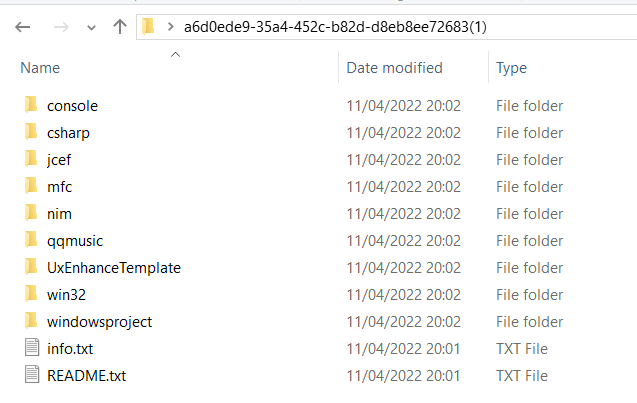 a6d0ede9-35a4-452c-b82d-d8eb8ee72683(1)
Name Date modified Type
console 11/04/2022 20:02 File folder
csharp 11/04/2022 20:02 File folder
jcef 11/04/2022 20:02 File folder
mfc 11/04/2022 20:02 File folder
nim 11/04/2022 20:02 File folder
qqmusic 11/04/2022 20:02 File folder
UxEnhanceTemplate 11/04/2022 20:02 File folder
win32 11/04/2022 20:02 File folder
windowsproject 11/04/2022 20:02 File folder
info.txt 11/04/2022 20:01 TXT File
README.txt 11/04/2022 20:01 TXT File